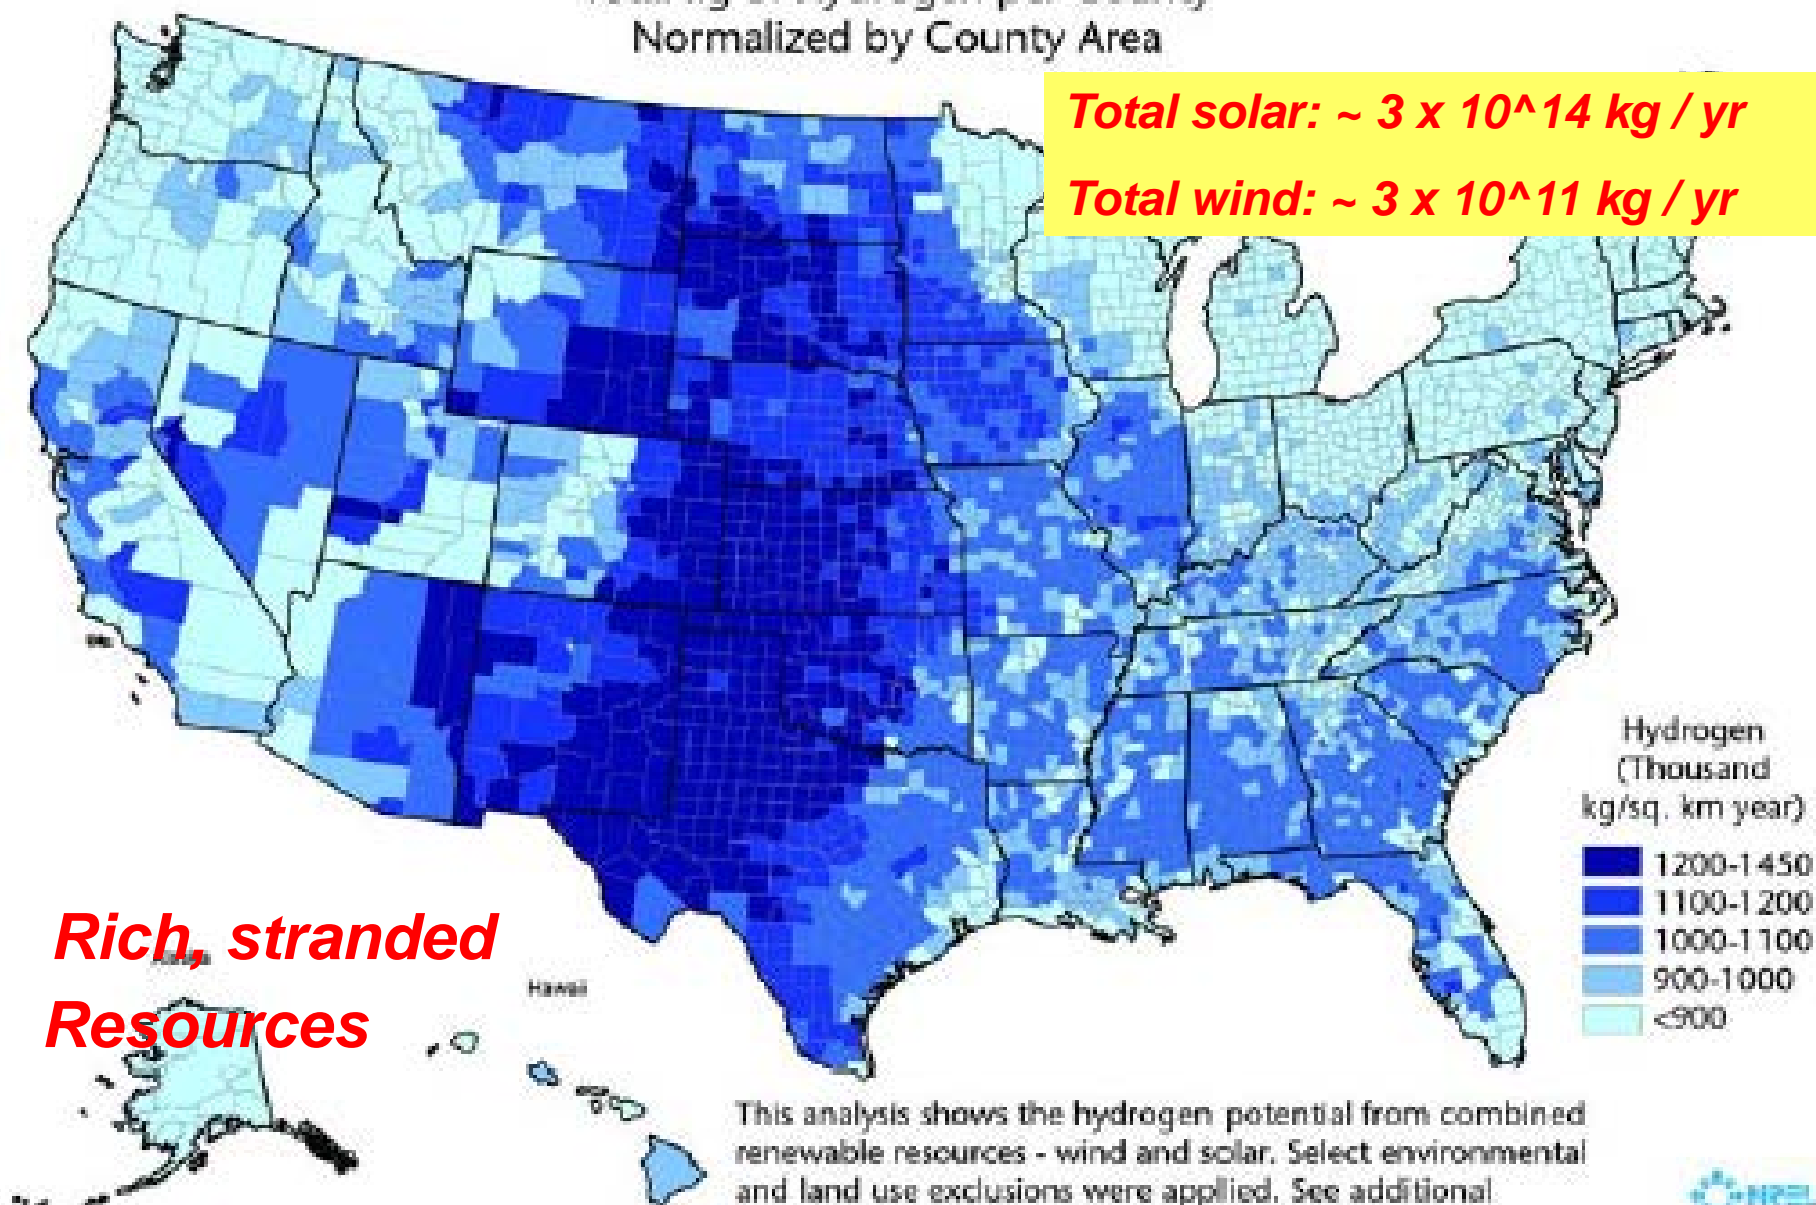 Normalized by County Area
Total solar: ~ 3 x 10^14 kg / yr
Total wind: ~ 3 x 10^11 kg / yr
Hydrogen
(Thousand
kg/sq. km year)
1200-1450
1100-1200
1000-1100
900-1000
<900
Rich, stranded
Resources
Hawaii
This analysis shows the hydrogen potential from combined
renewable resources - wind and solar. Select environmental
and land use exclusions were applied. See additional
NREL